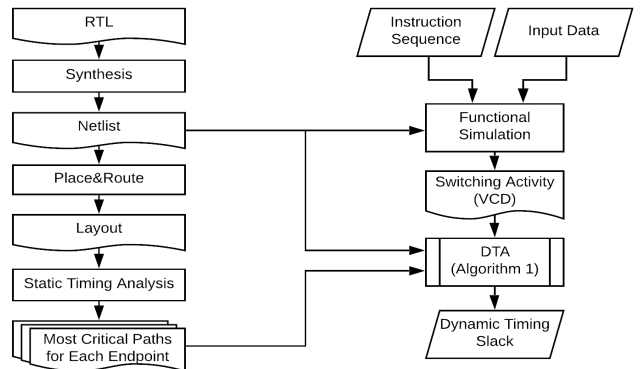 RTL
Synthesis
Netlist
Place&Route
Layout
Static Timing Analysis
Most Critical Paths
for Each Endpoint
Instruction
Sequence
Input Data
Functional
Simulation
Switching Activity
(VCD)
DTA
(Algorithm 1)
Dynamic Timing
Slack